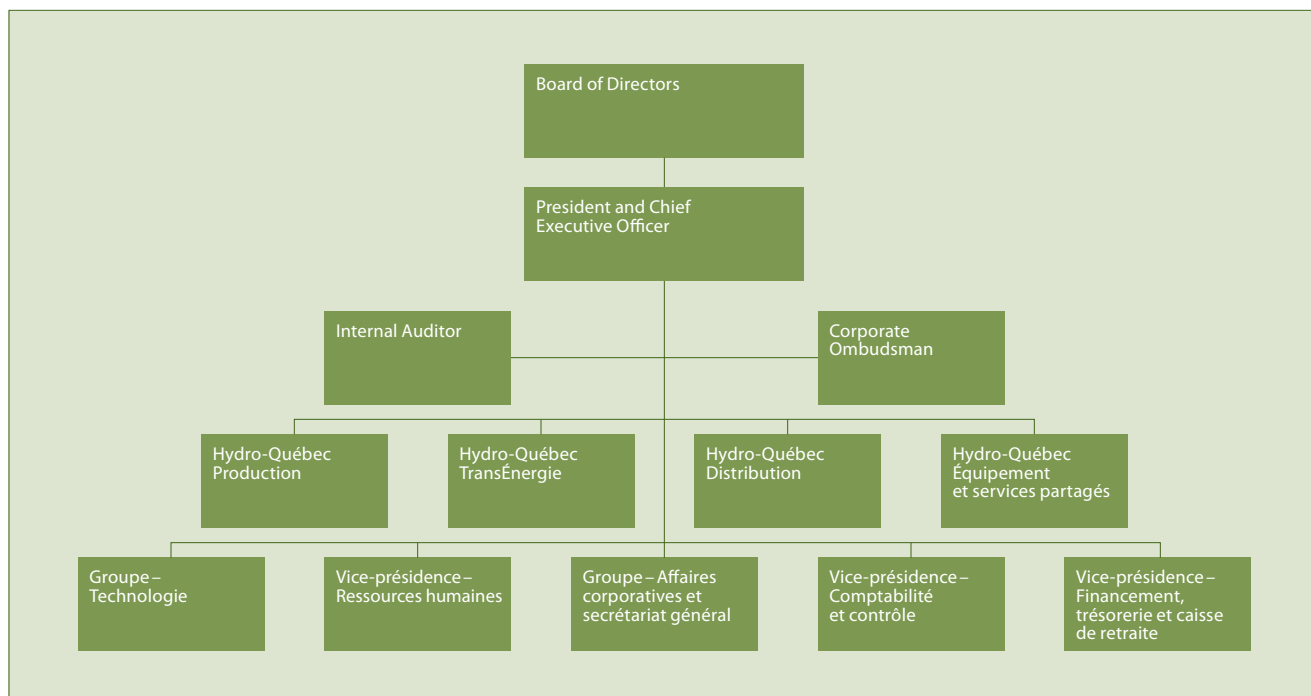 Board of Directors
President and Chief
Executive Officer
Internal Auditor
Corporate
Ombudsman
Hydro-Québec
Production
Hydro-Québec
TransÉnergie
Hydro-Québec
Distribution
Hydro-Québec
Équipement
et services partagés
Groupe – 
Technologie
Vice-présidence –
Ressources humaines
Groupe – Affaires
corporatives et
secrétariat général
Vice-présidence –
Comptabilité
et contrôle
Vice-présidence –
Financement,
trésorerie et caisse
de retraite